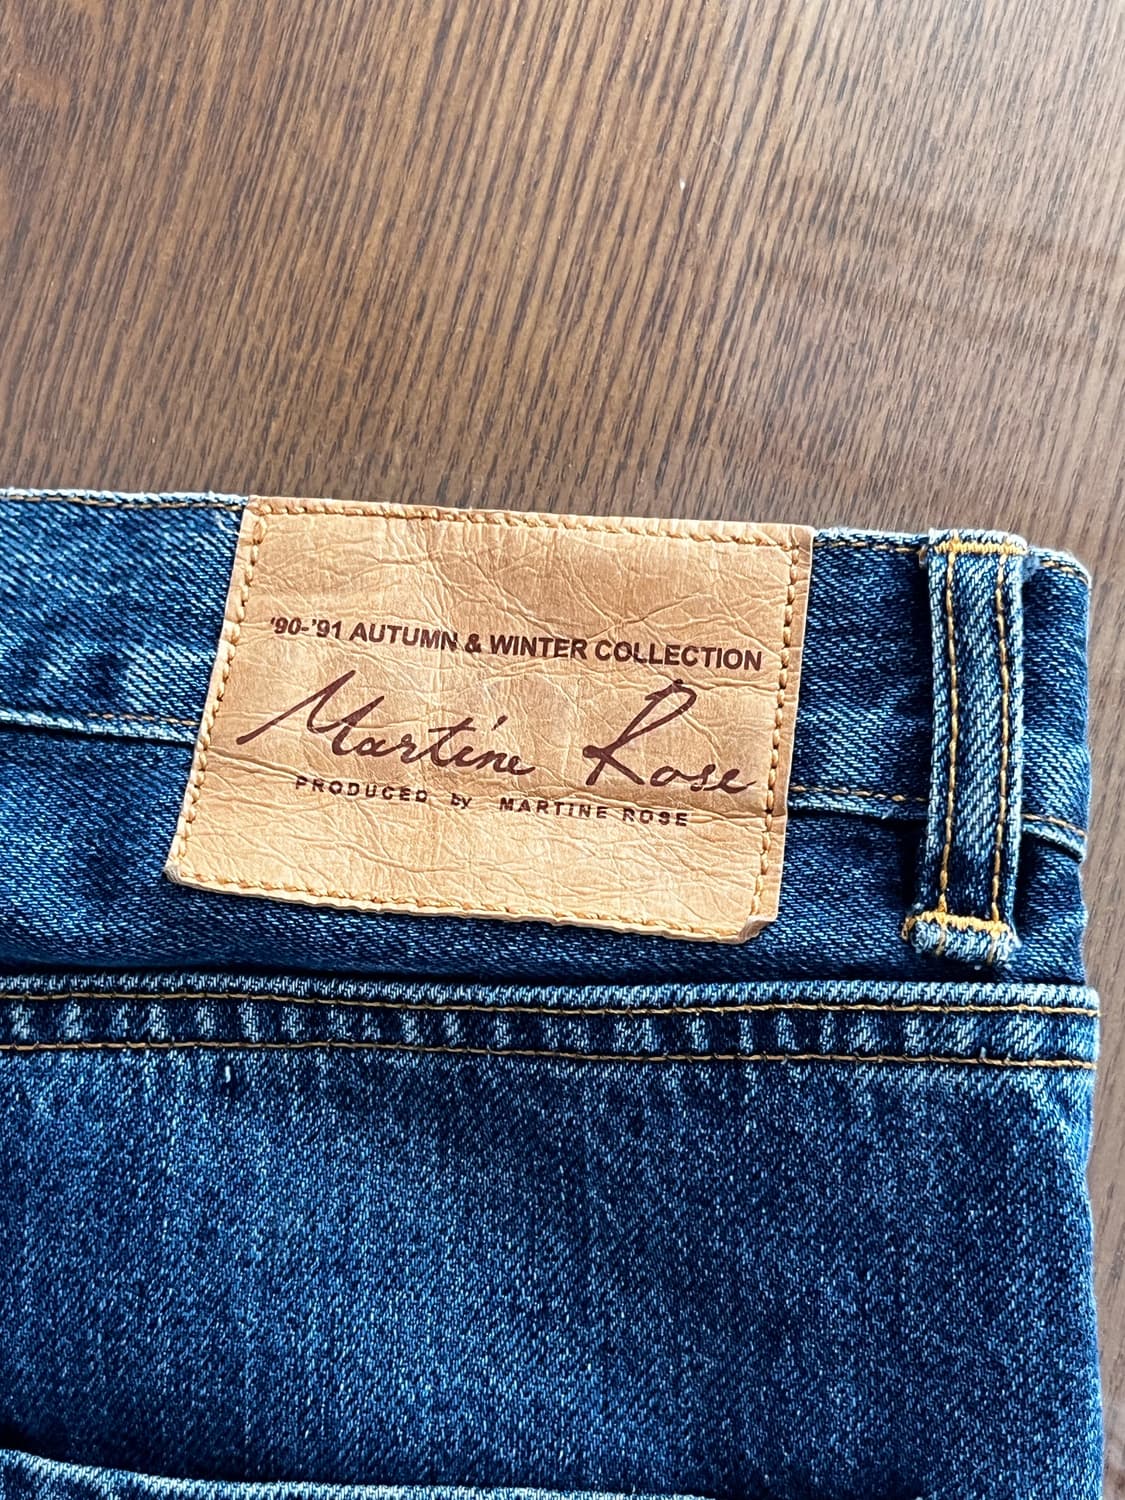 '90-'91 AUTUMN & WINTER COLLECTION
Martine Rose
PRODUCED by MARTINE ROSE